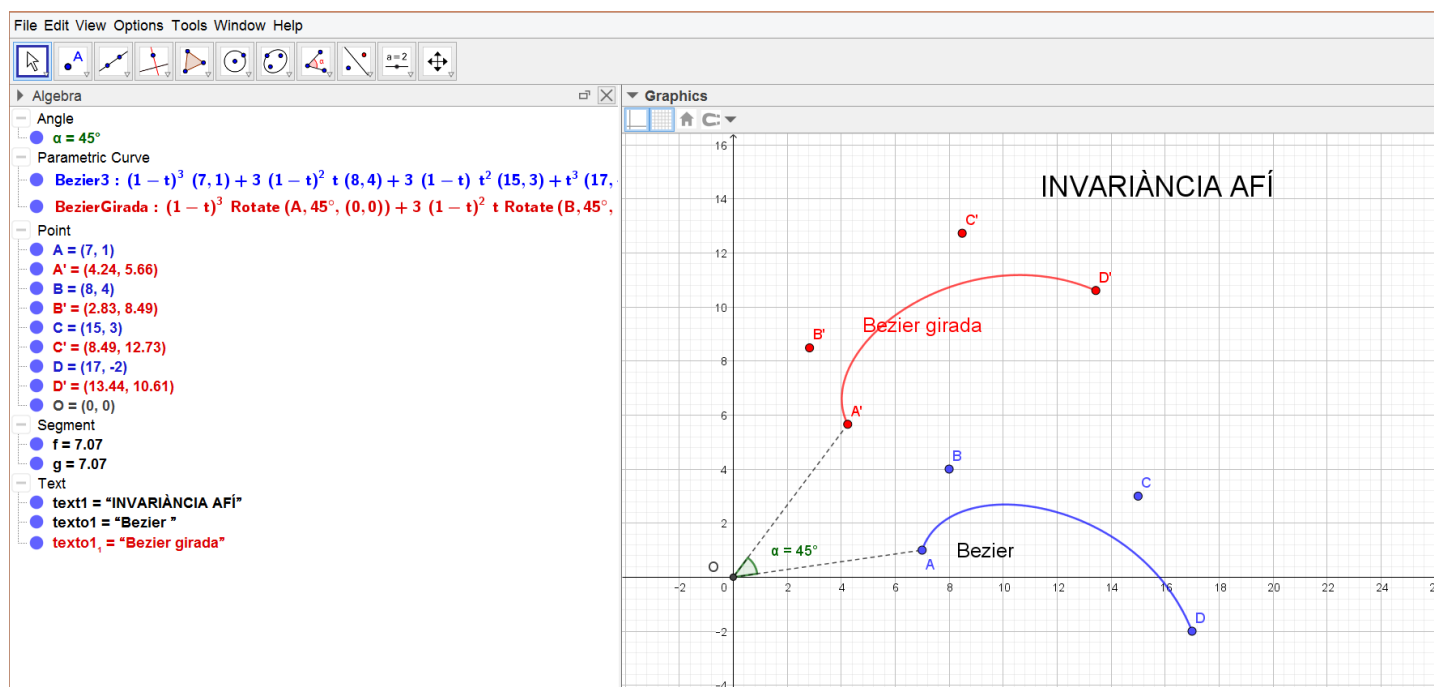 File Edit View Options Tools Window Help
A
a=2
Algebra
Angle
α = 45°
Parametric Curve
Bezier3 : (1 − t)³ (7, 1) + 3 (1 − t)² t (8, 4) + 3 (1 − t) t² (15, 3) + t³ (17,
BezierGirada : (1 − t)³ Rotate (A, 45°, (0, 0)) + 3 (1 − t)² t Rotate (B, 45°,
Point
A = (7, 1)
A' = (4.24, 5.66)
B = (8, 4)
B' = (2.83, 8.49)
C = (15, 3)
C' = (8.49, 12.73)
D = (17, -2)
D' = (13.44, 10.61)
O = (0, 0)
Segment
f = 7.07
g = 7.07
Text
text1 = “INVARIÀNCIA AFÍ”
texto1 = “Bezier ”
texto1₁ = “Bezier girada”
Graphics
INVARIÀNCIA AFÍ
C'
D'
Bezier girada
B'
A'
B
C
α = 45°
Bezier
A
O
D
16
14
12
10
8
6
4
2
−2
−4
−2 0 2 4 6 8 10 12 14 16 18 20 22 24 2